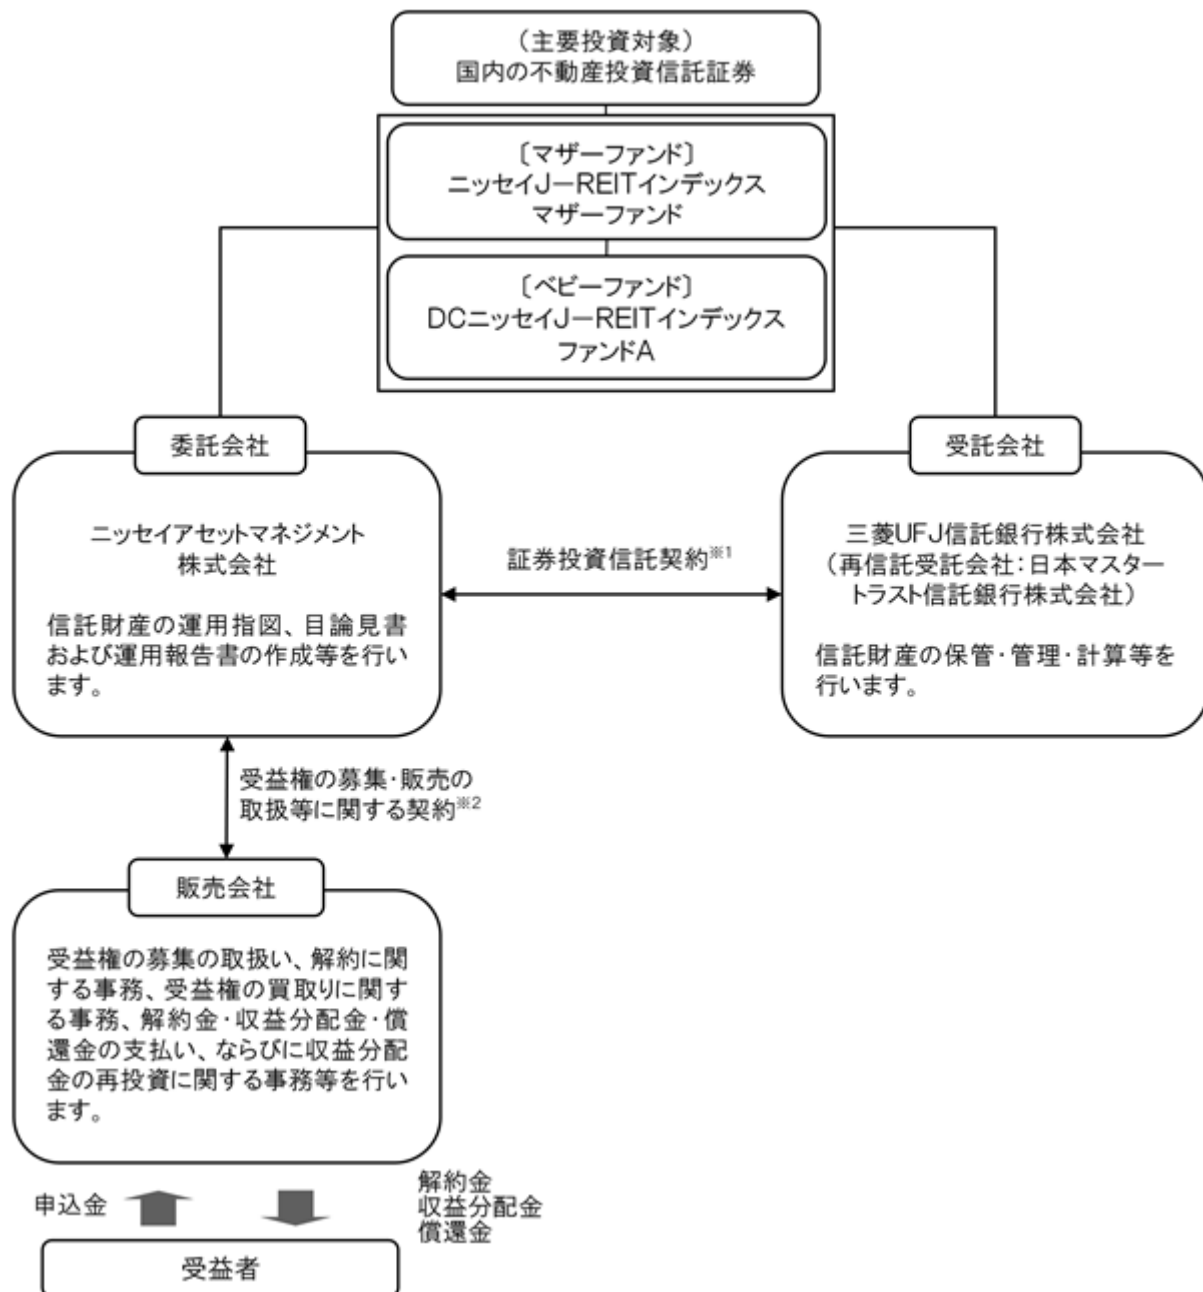 （主要投資対象）
国内の不動産投資信託証券
〔マザーファンド〕
ニッセイJ－REITインデックス
マザーファンド
〔ベビーファンド〕
DCニッセイJ－REITインデックス
ファンドA
委託会社
ニッセイアセットマネジメント
株式会社
信託財産の運用指図、目論見書
および運用報告書の作成等を行い
ます。
証券投資信託契約※1
受託会社
三菱UFJ信託銀行株式会社
（再信託受託会社：日本マスター
トラスト信託銀行株式会社）
信託財産の保管・管理・計算等を
行います。
受益権の募集・販売の
取扱等に関する契約※2
販売会社
受益権の募集の取扱い、解約に関
する事務、受益権の買取りに関す
る事務、解約金・収益分配金・償
還金の支払い、ならびに収益分配
金の再投資に関する事務等を行い
ます。
申込金
解約金
収益分配金
償還金
受益者